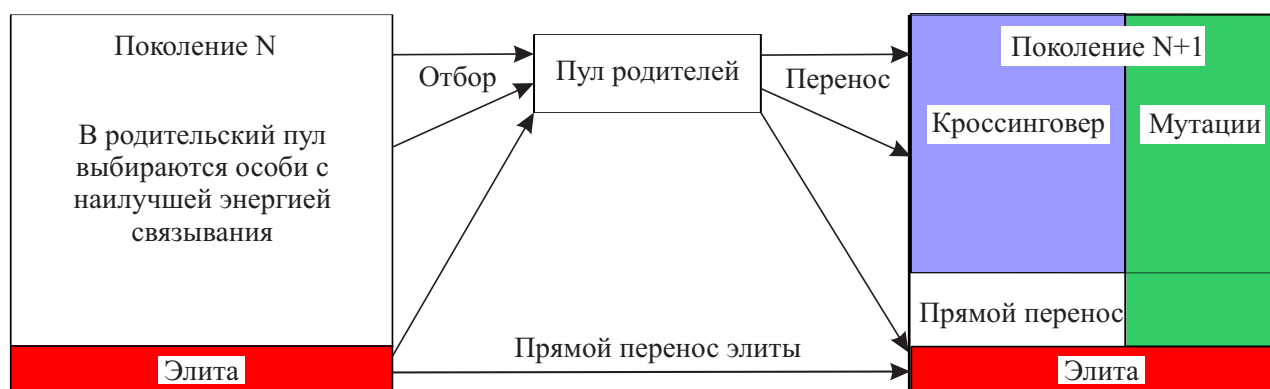 Поколение N
В родительский пул
выбираются особи с
наилучшей энергией
связывания
Элита
Отбор
Пул родителей
Перенос
Прямой перенос элиты
Поколение N+1
Кроссинговер
Мутации
Прямой перенос
Элита